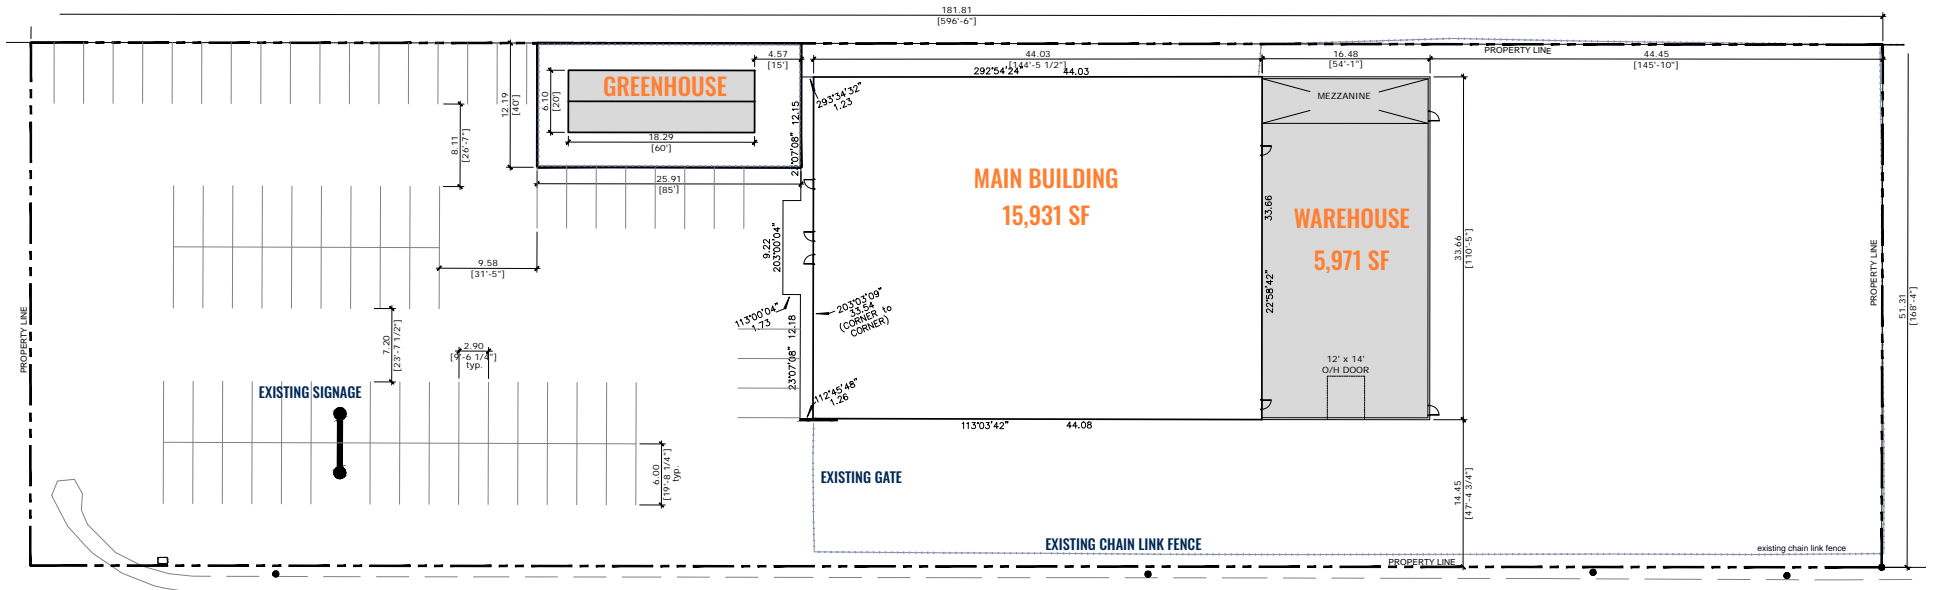 181.81
[596'-6"]
PROPERTY LINE
4.57
[15']
44.03
[144'-5 1/2"]
16.48
[54'-1"]
44.45
[145'-10"]
292°54'24"
44.03
GREENHOUSE
6.10
[20']
12.19
[40']
18.29
[60']
12.15
23°07'08"
293°34'32"
1.23
MEZZANINE
8.11
[26'-7"]
25.91
[85']
MAIN BUILDING
15,931 SF
WAREHOUSE
5,971 SF
33.66
22°58'42"
33.66
[110'-5"]
9.22
203°00'04"
9.58
[31'-5"]
PROPERTY LINE
51.31
[168'-4"]
203°03'09"
33.54
(CORNER to
CORNER)
113°00'04"
1.73
12.18
23°07'08"
PROPERTY LINE
7.20
[23'-7 1/2"]
2.90
[9'-6 1/4"]
typ.
12' x 14'
O/H DOOR
EXISTING SIGNAGE
112°45'48"
1.26
113°03'42"
44.08
6.00
[19'-8 1/4"]
typ.
EXISTING GATE
14.45
[47'-4 3/4"]
EXISTING CHAIN LINK FENCE
existing chain link fence
PROPERTY LINE